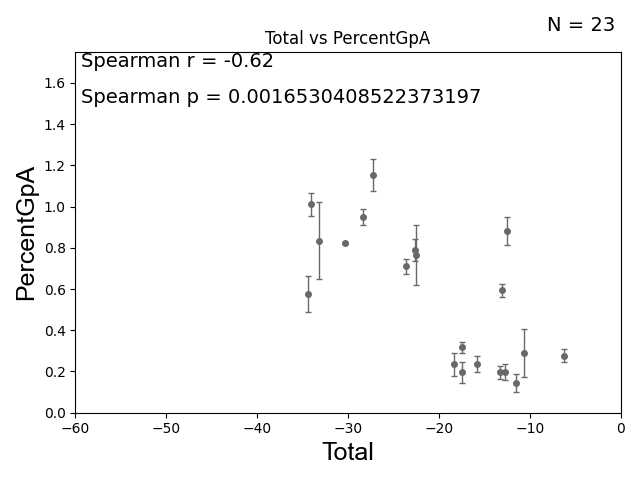 N = 23
Total vs PercentGpA
Spearman r = -0.62
Spearman p = 0.0016530408522373197
PercentGpA
1.6
1.4
1.2
1.0
0.8
0.6
0.4
0.2
0.0
−60 −50 −40 −30 −20 −10 0
Total